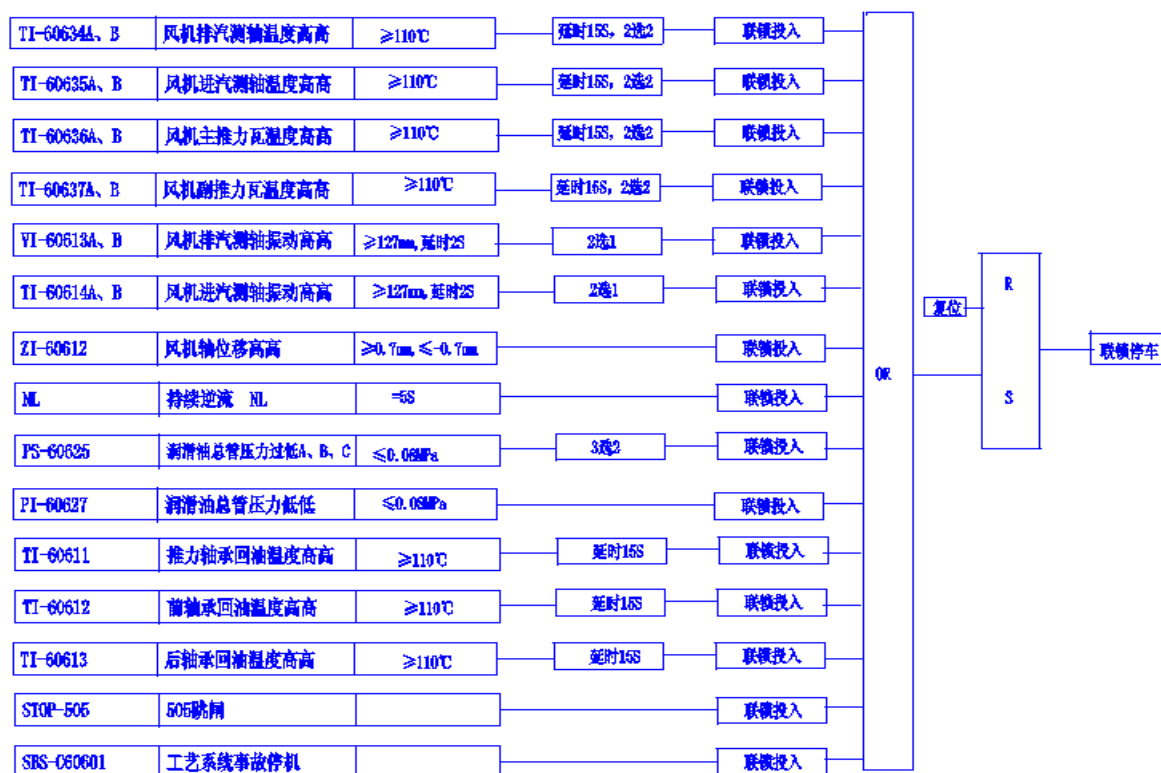 TI-60634A、B 风机排汽测轴温度高高 ≥110℃ 延时15S，2选2 联锁投入
TI-60635A、B 风机进汽测轴温度高高 ≥110℃ 延时15S，2选2 联锁投入
TI-60636A、B 风机主推力瓦温度高高 ≥110℃ 延时15S，2选2 联锁投入
TI-60637A、B 风机副推力瓦温度高高 ≥110℃ 延时15S，2选2 联锁投入
VI-60613A、B 风机排汽测轴振动高高 ≥127um,延时2S 2选1 联锁投入
TI-60614A、B 风机进汽测轴振动高高 ≥127um,延时2S 2选1 联锁投入
R
复位
ZI-60612 风机轴位移高高 ≥0.7mm,≤-0.7mm 联锁投入
联锁停车
OR
NL 持续逆流 NL =5S 联锁投入
S
PS-60625 润滑油总管压力过低A、B、C ≤0.06MPa 3选2 联锁投入
PI-60627 润滑油总管压力低低 ≤0.08MPa 联锁投入
TI-60611 推力轴承回油温度高高 ≥110℃ 延时15S 联锁投入
TI-60612 前轴承回油温度高高 ≥110℃ 延时15S 联锁投入
TI-60613 后轴承回油温度高高 ≥110℃ 延时15S 联锁投入
STOP-505 505跳闸 联锁投入
SBS-C60601 工艺系统事故停机 联锁投入